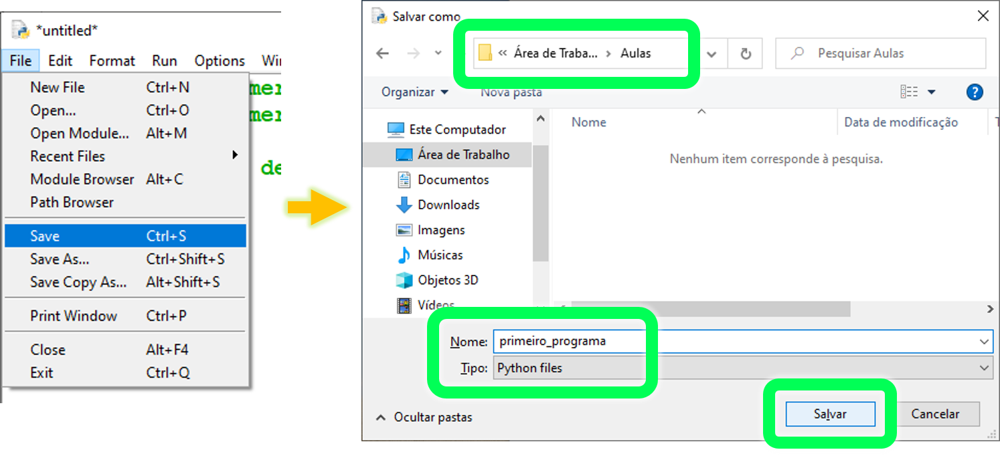 *untitled*
File Edit Format Run Options
New File Ctrl+N
Open... Ctrl+O
Open Module... Alt+M
Recent Files
Module Browser Alt+C
Path Browser
Save Ctrl+S
Save As... Ctrl+Shift+S
Save Copy As... Alt+Shift+S
Print Window Ctrl+P
Close Alt+F4
Exit Ctrl+Q
Salvar como
« Área de Traba... › Aulas
Pesquisar Aulas
Organizar
Nova pasta
Nome
Data de modificação
Este Computador
Área de Trabalho
Documentos
Downloads
Imagens
Músicas
Objetos 3D
Vídeos
Nenhum item corresponde à pesquisa.
Nome: primeiro_programa
Tipo: Python files
Ocultar pastas
Salvar
Cancelar